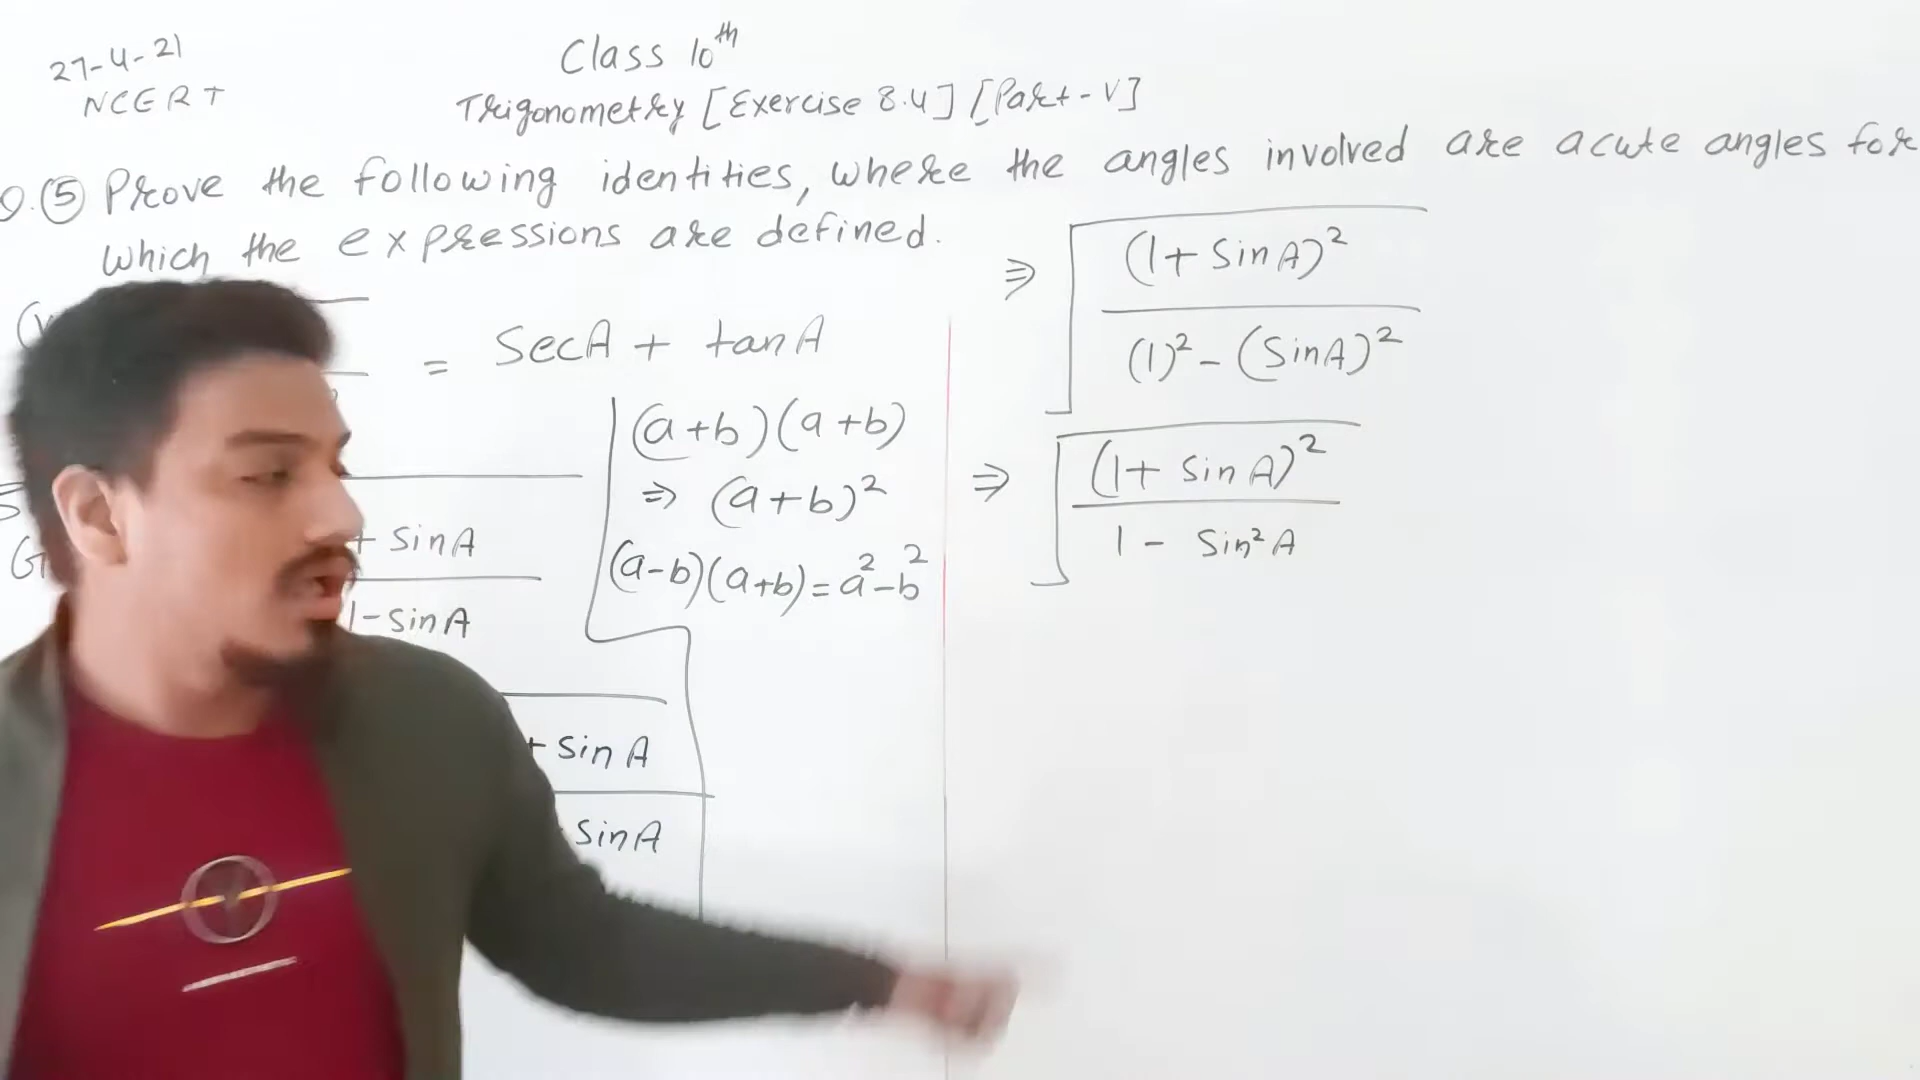 27-4-21
NCERT
Class 10th
Trigonometry [Exercise 8.4] [Part-V]
Q.(5) Prove the following identities, where the angles involved are acute angles for
which the expressions are defined.
= SecA + tanA
(a+b)(a+b)
⇒ (a+b)²
(a-b)(a+b)=a²-b²
+ sinA
1-sinA
+ sinA
sinA
⇒ √(1+ SinA)²
(1)² - (SinA)²
⇒ √(1+ sinA)²
1 - Sin²A